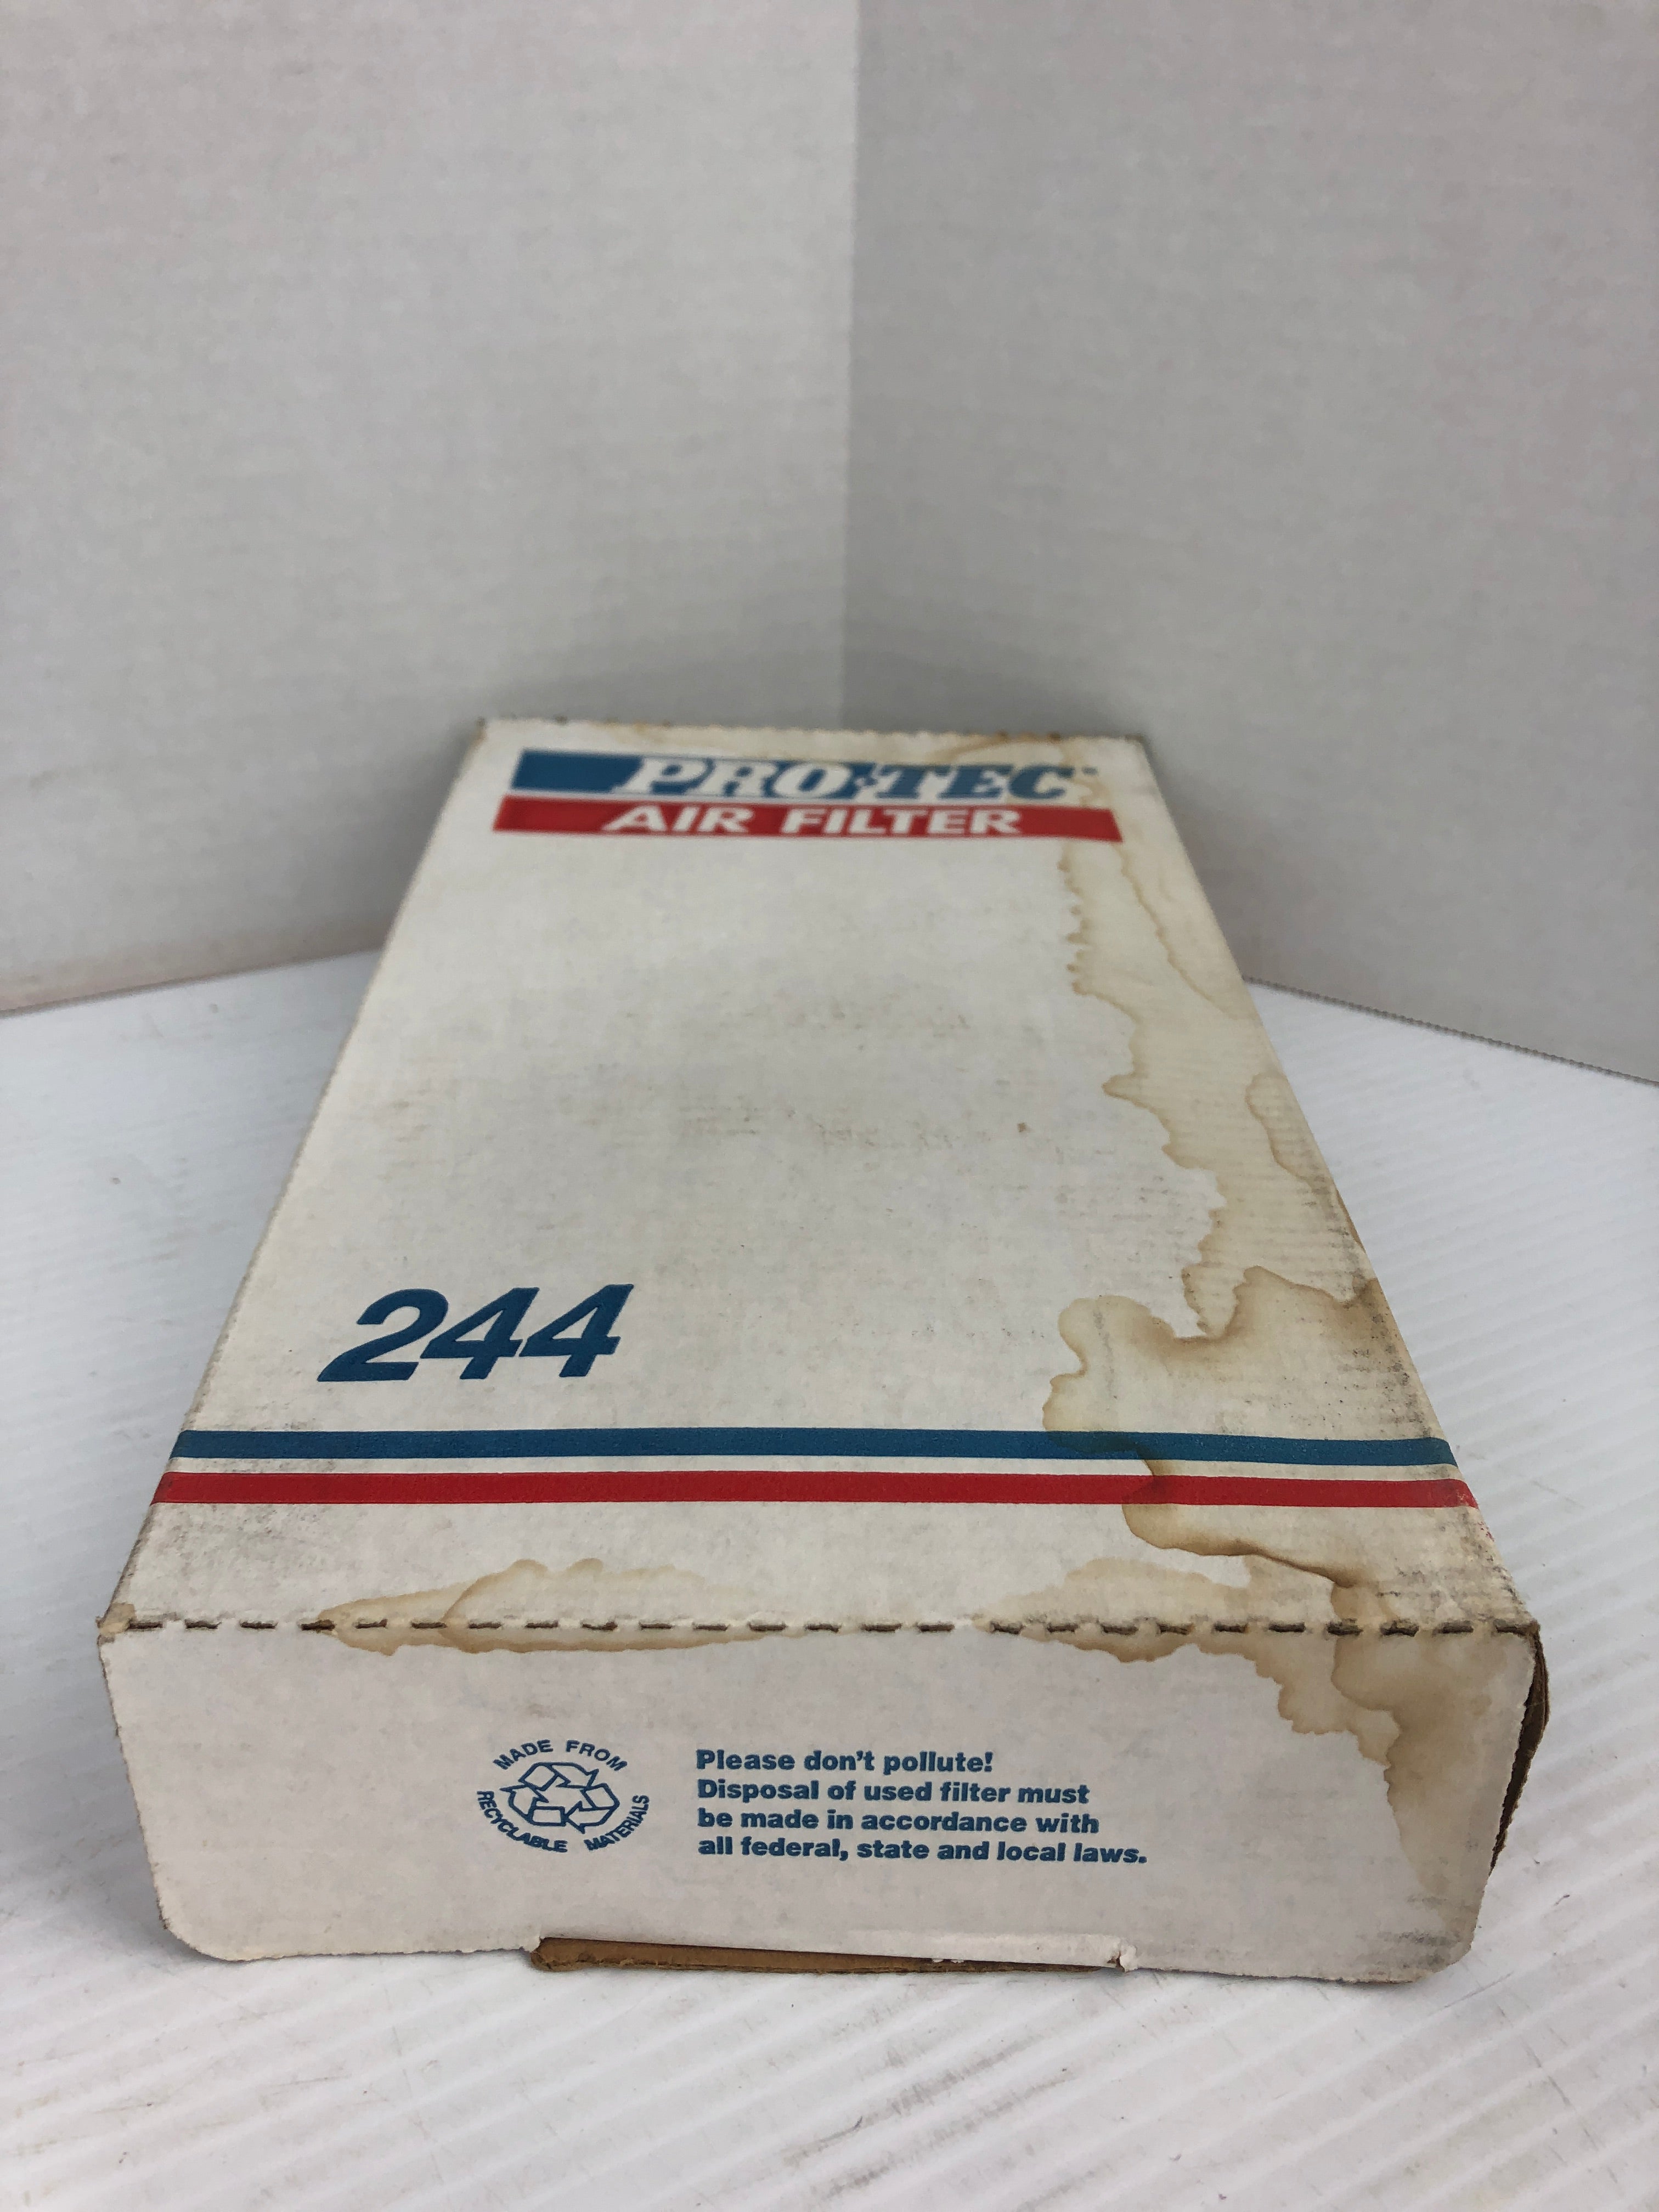 PRO-TEC
AIR FILTER
244
MADE FROM
RECYCLABLE MATERIALS
Please don't pollute!
Disposal of used filter must
be made in accordance with
all federal, state and local laws.